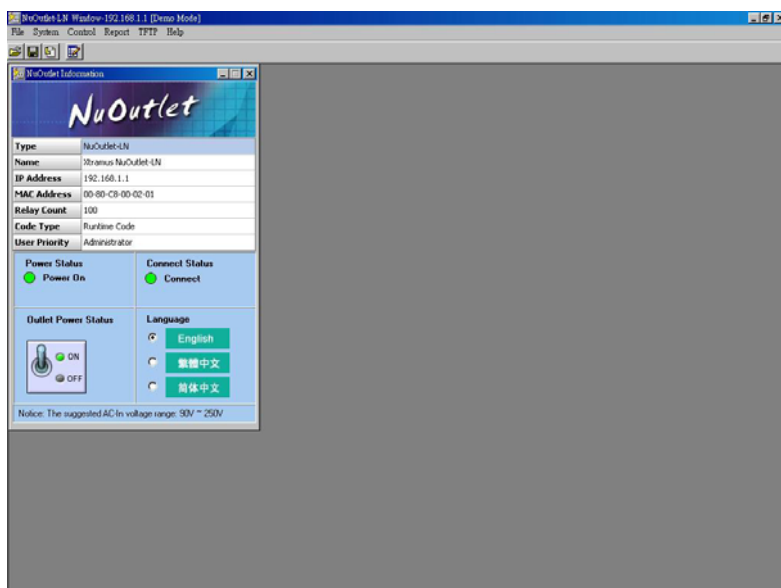 NuOutlet-LN Window-192.168.1.1 [Demo Mode]
File System Control Report TFTP Help
NuOutlet Information
NuOutlet
Type NuOutlet-LN
Name Xtramus NuOutlet-LN
IP Address 192.168.1.1
MAC Address 00-80-C8-00-02-01
Relay Count 100
Code Type Runtime Code
User Priority Administrator
Power Status
Power On
Connect Status
Connect
Outlet Power Status
ON
OFF
Language
English
繁體中文
简体中文
Notice: The suggested AC-In voltage range: 90V ~ 250V